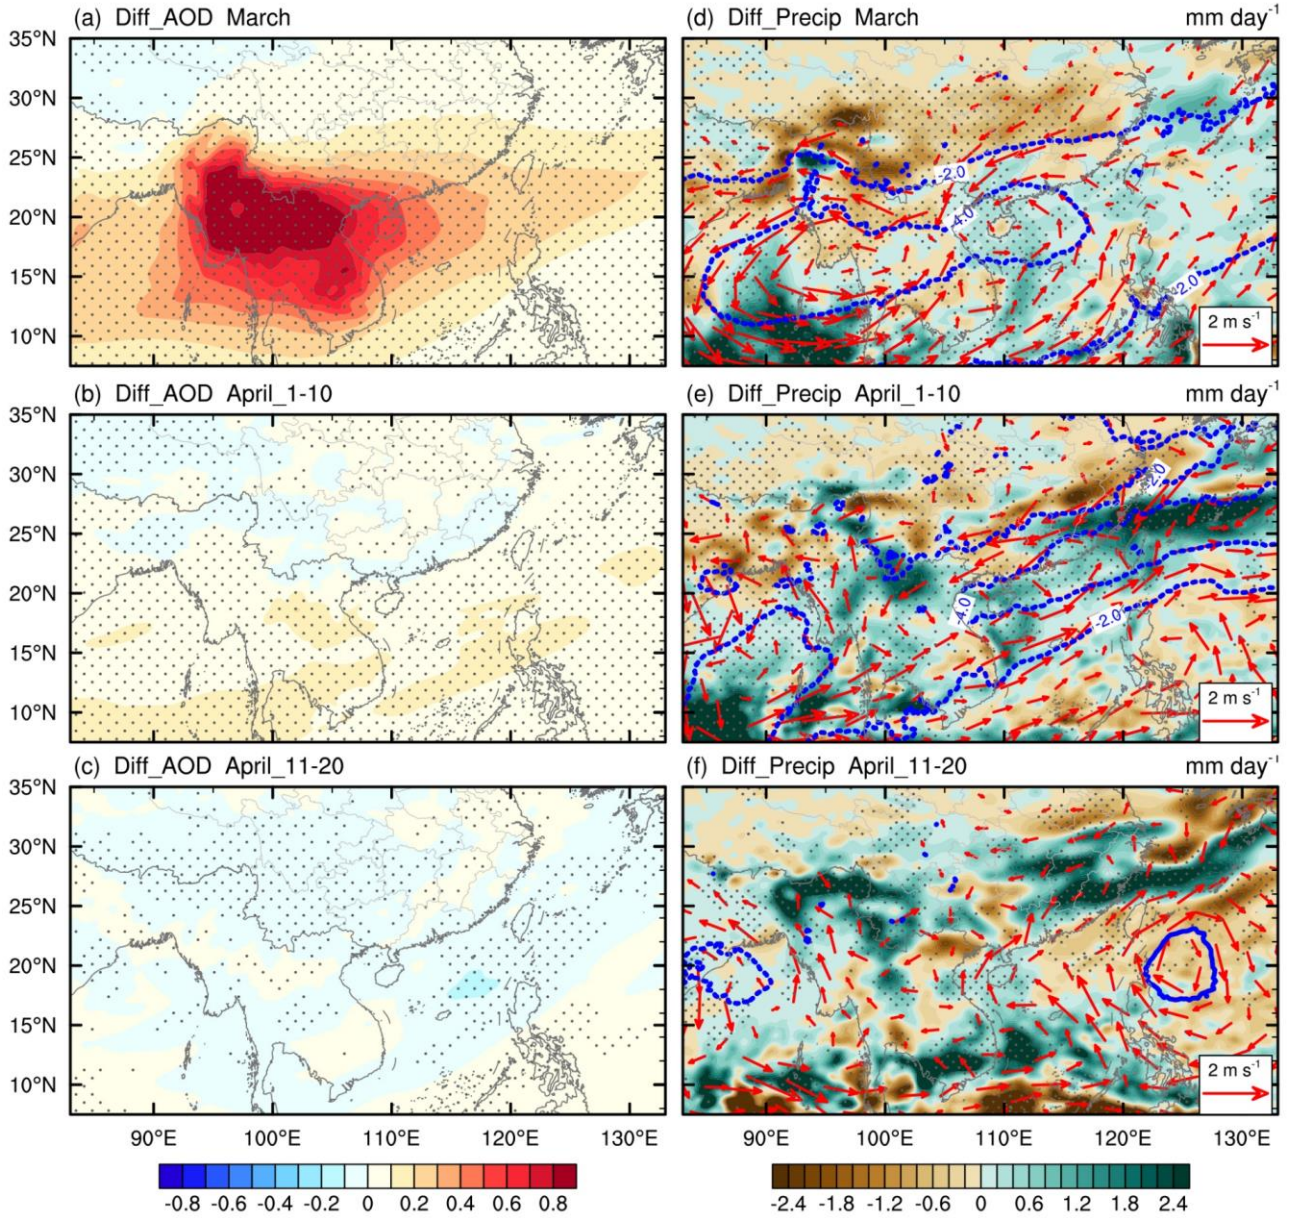 (a) Diff_AOD March
35°N
30°N
25°N
20°N
15°N
10°N
(d) Diff_Precip March mm day⁻¹
-2.0
-4.0
-2.0
2 m s⁻¹
(b) Diff_AOD April_1-10
35°N
30°N
25°N
20°N
15°N
10°N
(e) Diff_Precip April_1-10 mm day⁻¹
-2.0
-4.0
-2.0
2 m s⁻¹
(c) Diff_AOD April_11-20
35°N
30°N
25°N
20°N
15°N
10°N
90°E 100°E 110°E 120°E 130°E
(f) Diff_Precip April_11-20 mm day⁻¹
2 m s⁻¹
90°E 100°E 110°E 120°E 130°E
-0.8 -0.6 -0.4 -0.2 0 0.2 0.4 0.6 0.8
-2.4 -1.8 -1.2 -0.6 0 0.6 1.2 1.8 2.4